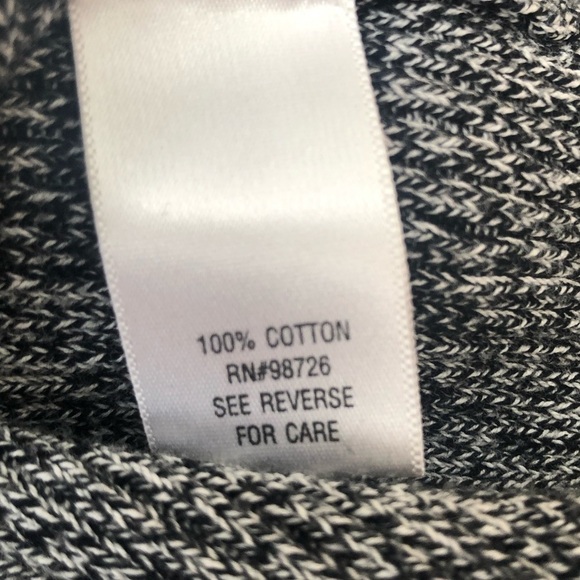 100% COTTON
RN#98726
SEE REVERSE
FOR CARE